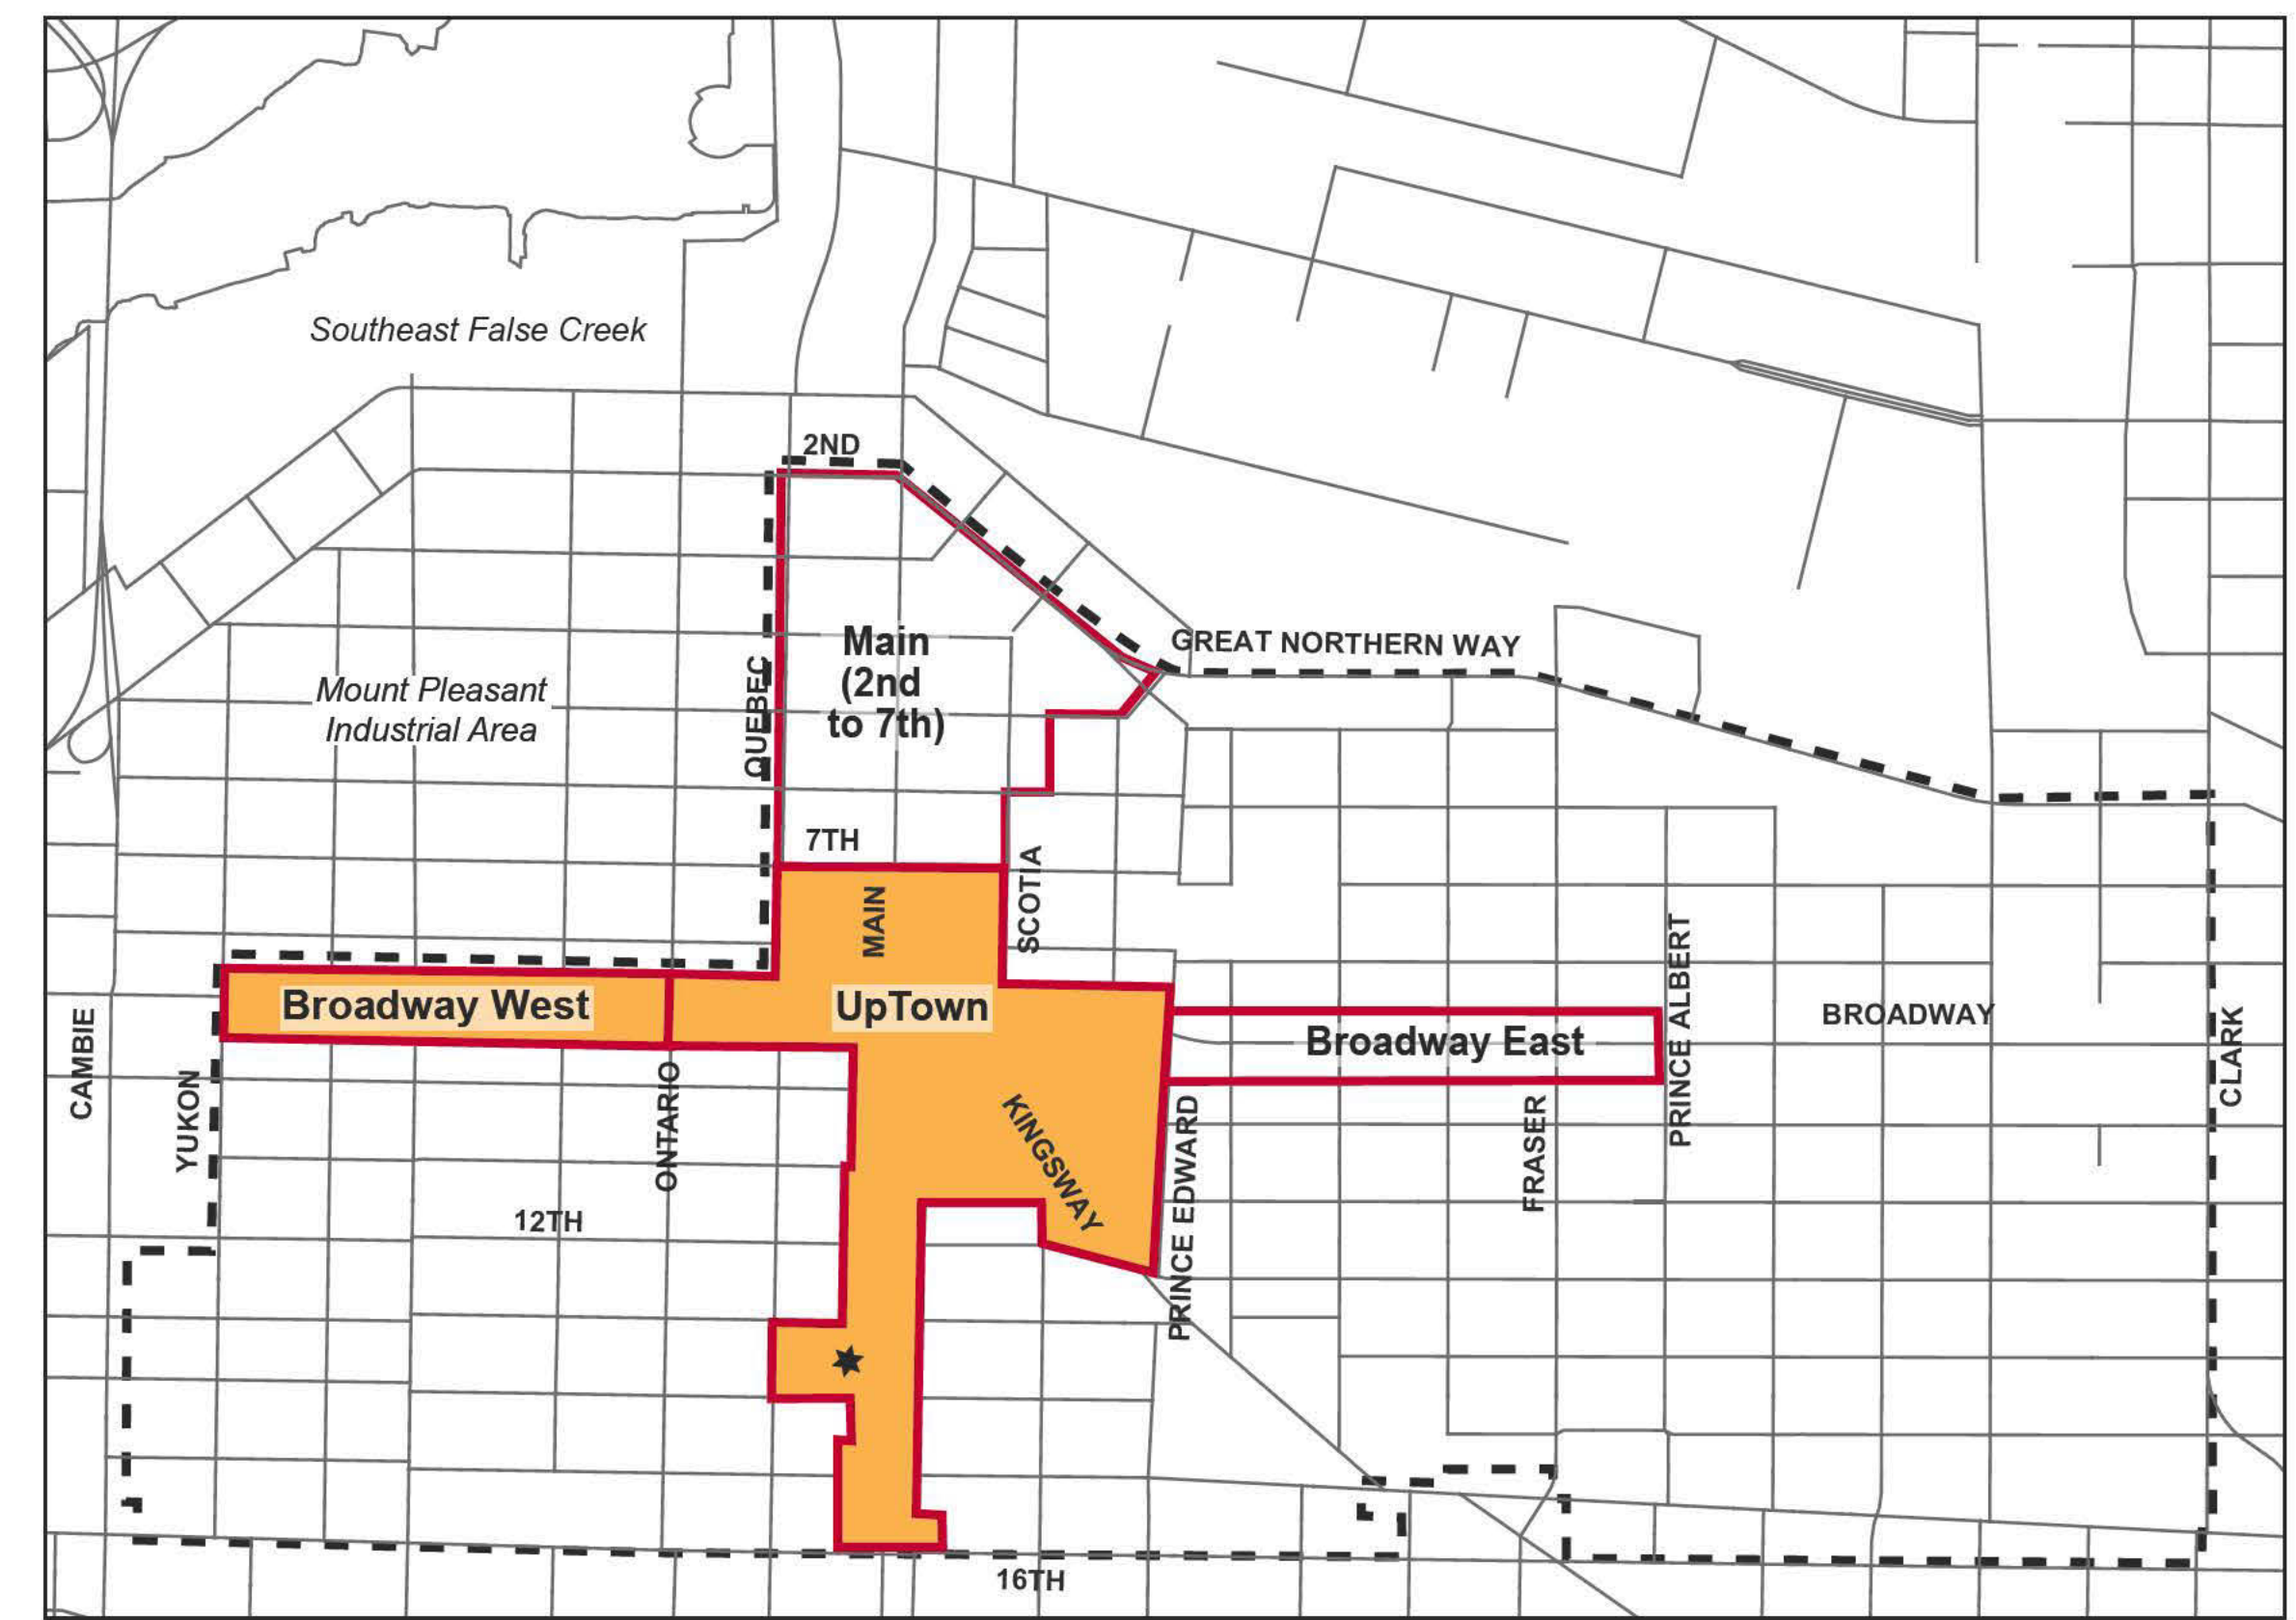 Southeast False Creek
2ND
GREAT NORTHERN WAY
Main
(2nd
to 7th)
Mount Pleasant
Industrial Area
QUEBEC
7TH
MAIN
SCOTIA
PRINCE ALBERT
Broadway West
UpTown
BROADWAY
Broadway East
CAMBIE
YUKON
ONTARIO
KINGSWAY
PRINCE EDWARD
FRASER
CLARK
12TH
16TH